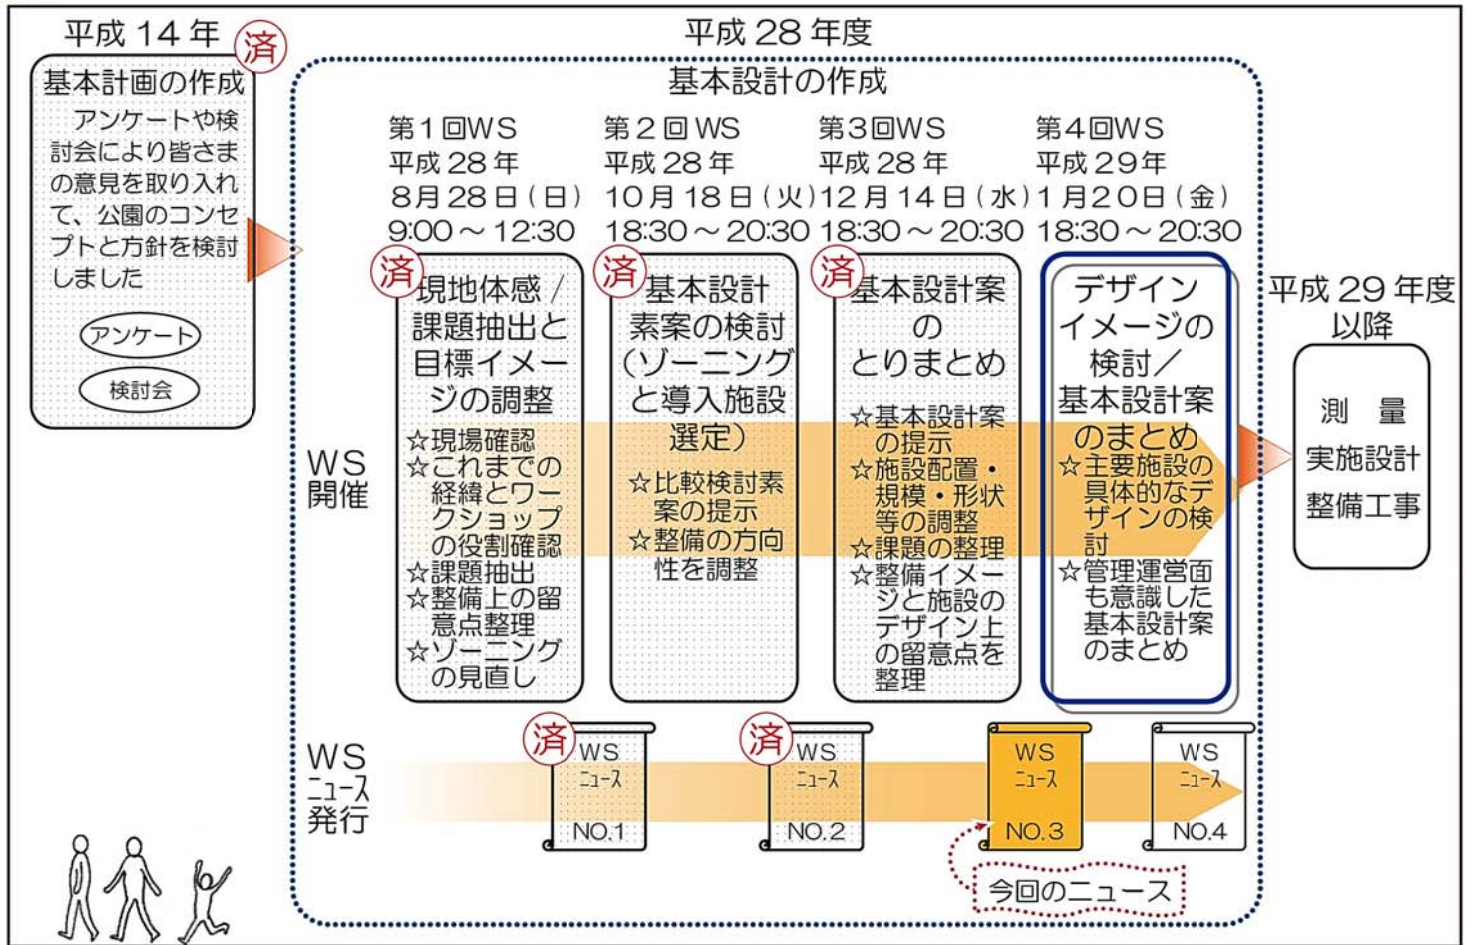 平成 14 年
済
基本計画の作成
アンケートや検
討会により皆さま
の意見を取り入れ
て、公園のコンセ
プトと方針を検討
しました
アンケート
検討会
平成 28 年度
基本設計の作成
第1回WS
平成 28 年
8月28日(日)
9:00～12:30
済
現地体感/
課題抽出と
目標イメー
ジの調整
☆現場確認
☆これまでの
経緯とワー
クショップ
の役割確認
☆課題抽出
☆整備上の留
意点整理
☆ゾーニング
の見直し
第2回WS
平成 28 年
10月18日(火)
18:30～20:30
済
基本設計
素案の検討
(ゾーニング
と導入施設
選定)
☆比較検討素
案の提示
☆整備の方向
性を調整
第3回WS
平成 28 年
12月14日(水)
18:30～20:30
済
基本設計案
の
とりまとめ
☆基本設計案
の提示
☆施設配置・
規模・形状
等の調整
☆課題の整理
☆整備イメー
ジと施設の
デザイン上
の留意点を
整理
第4回WS
平成 29年
1月20日(金)
18:30～20:30
デザイン
イメージの
検討/
基本設計案
のまとめ
☆主要施設の
具体的なデ
ザインの検
討
☆管理運営面
も意識した
基本設計案
のまとめ
平成 29 年度
以降
測　量
実施設計
整備工事
WS
開催
WS
ニュース
発行
済
WS
ニュース
NO.1
済
WS
ニュース
NO.2
WS
ニュース
NO.3
WS
ニュース
NO.4
今回のニュース